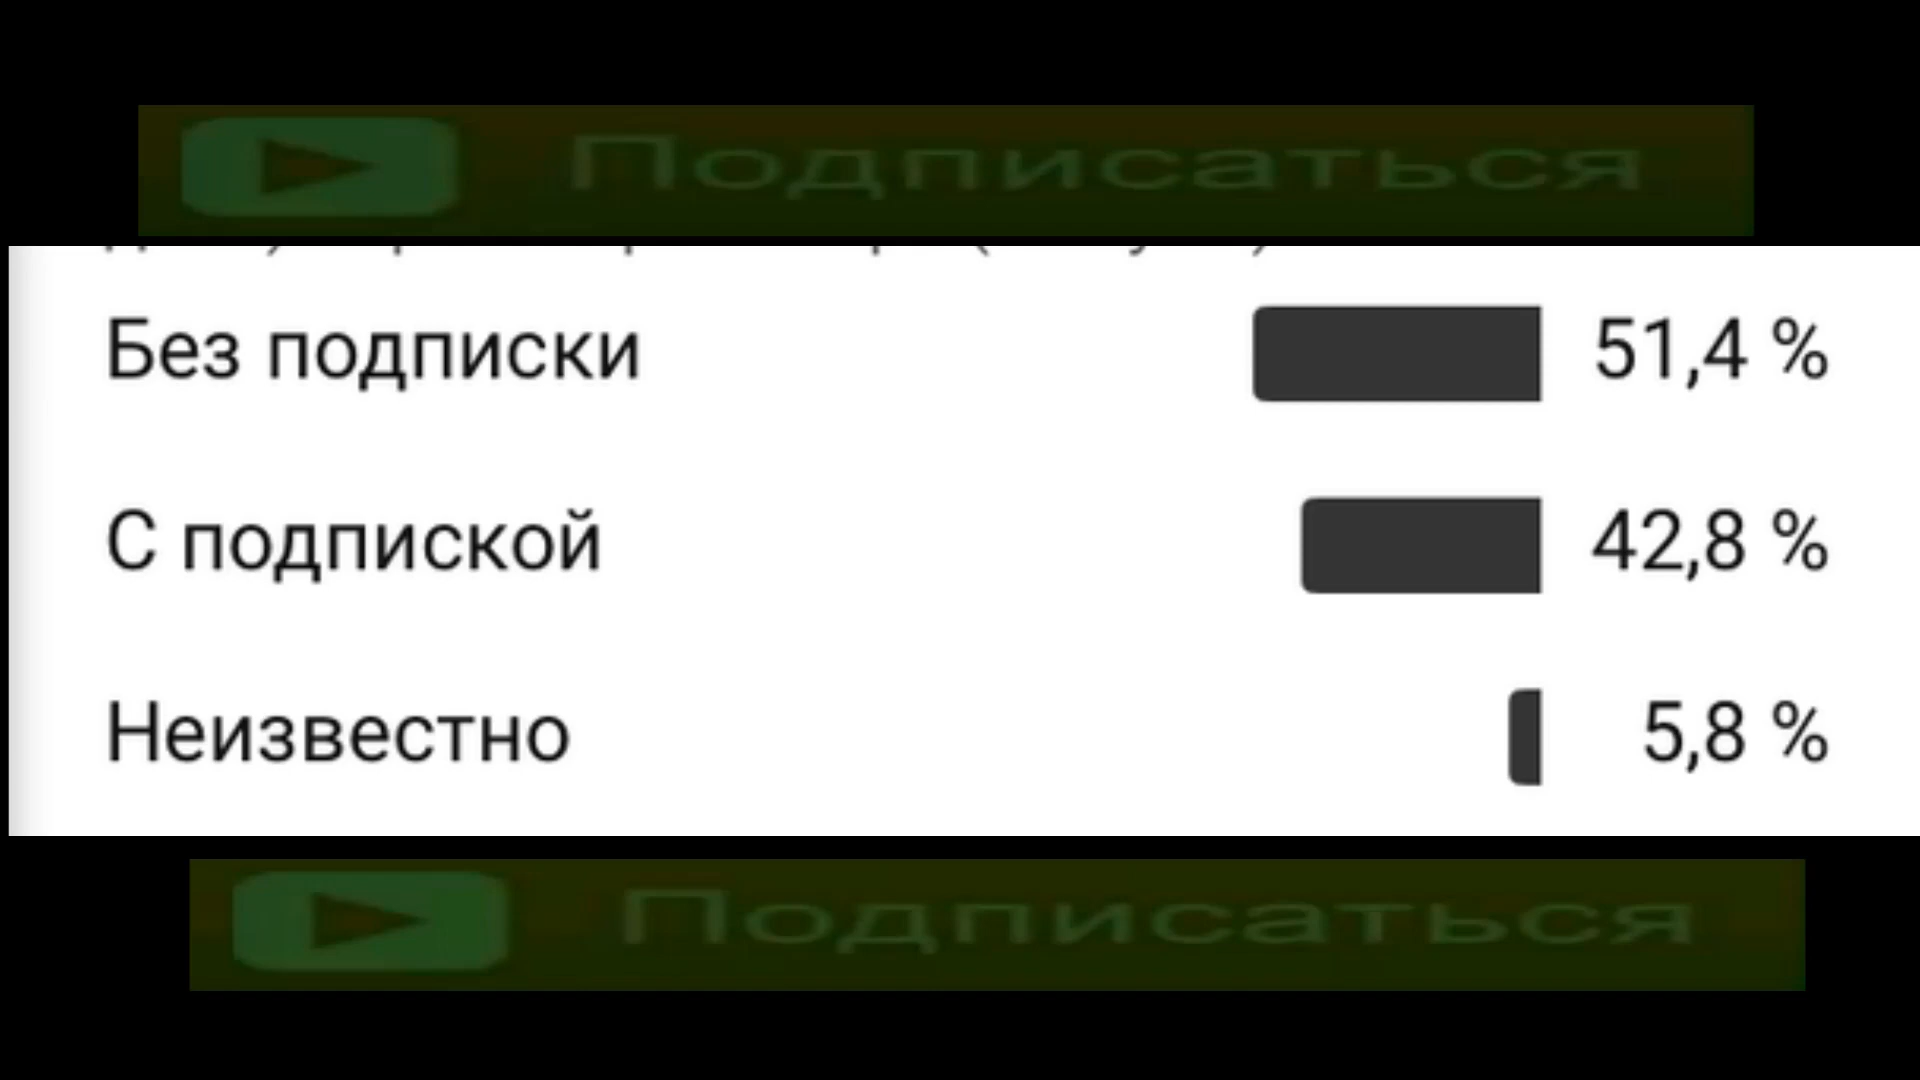 Подписаться
Без подписки 51,4 %
С подпиской 42,8 %
Неизвестно 5,8 %
Подписаться